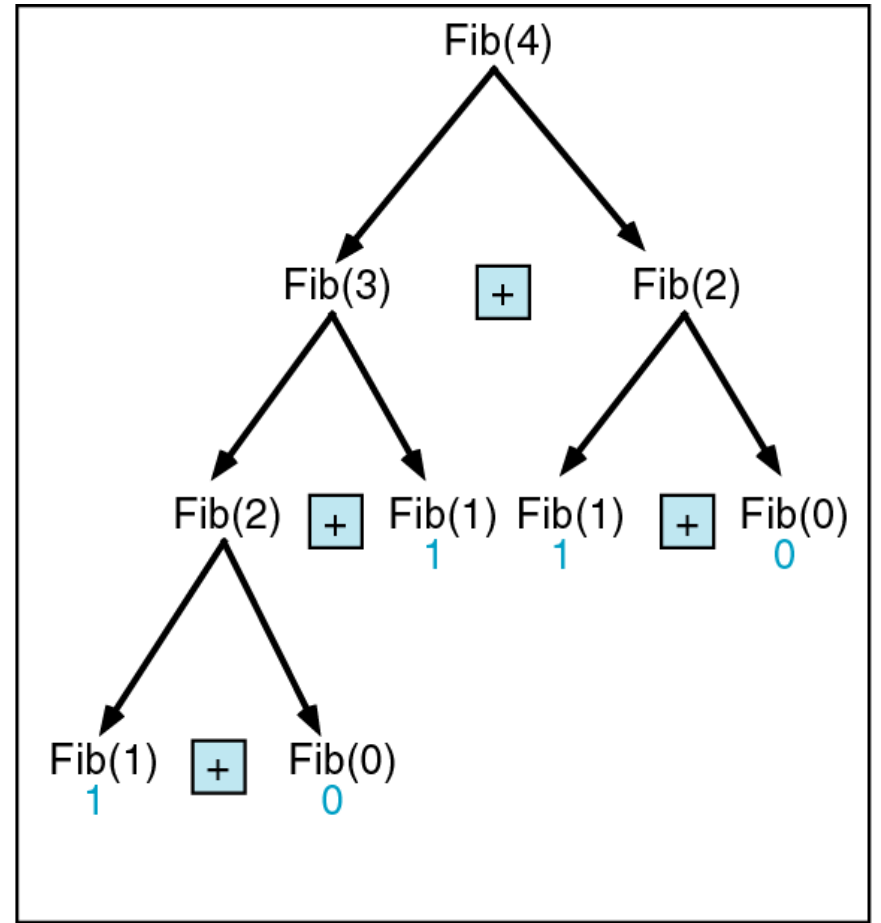 Fib(4)
Fib(3) + Fib(2)
Fib(2) + Fib(1) Fib(1) + Fib(0)
1 1 0
Fib(1) + Fib(0)
1 0